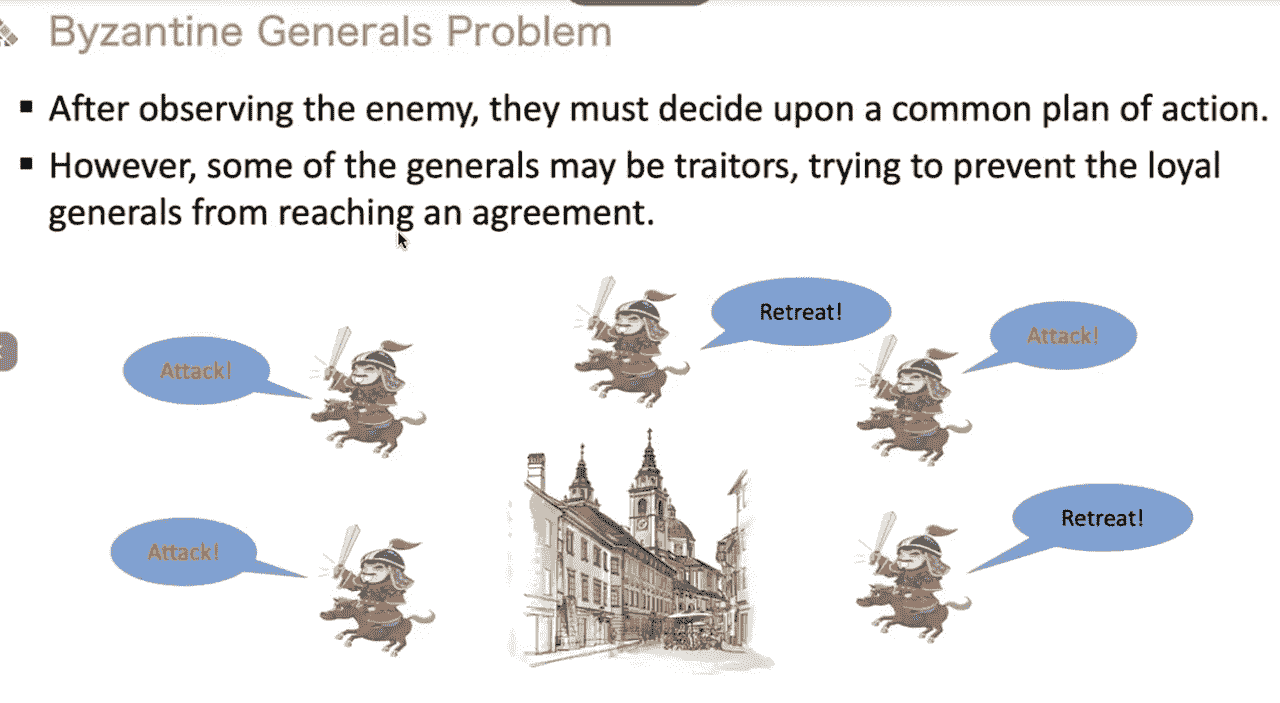 Byzantine Generals Problem
▪ After observing the enemy, they must decide upon a common plan of action.
▪ However, some of the generals may be traitors, trying to prevent the loyal
generals from reaching an agreement.
Retreat!
Attack!
Attack!
Retreat!
Attack!